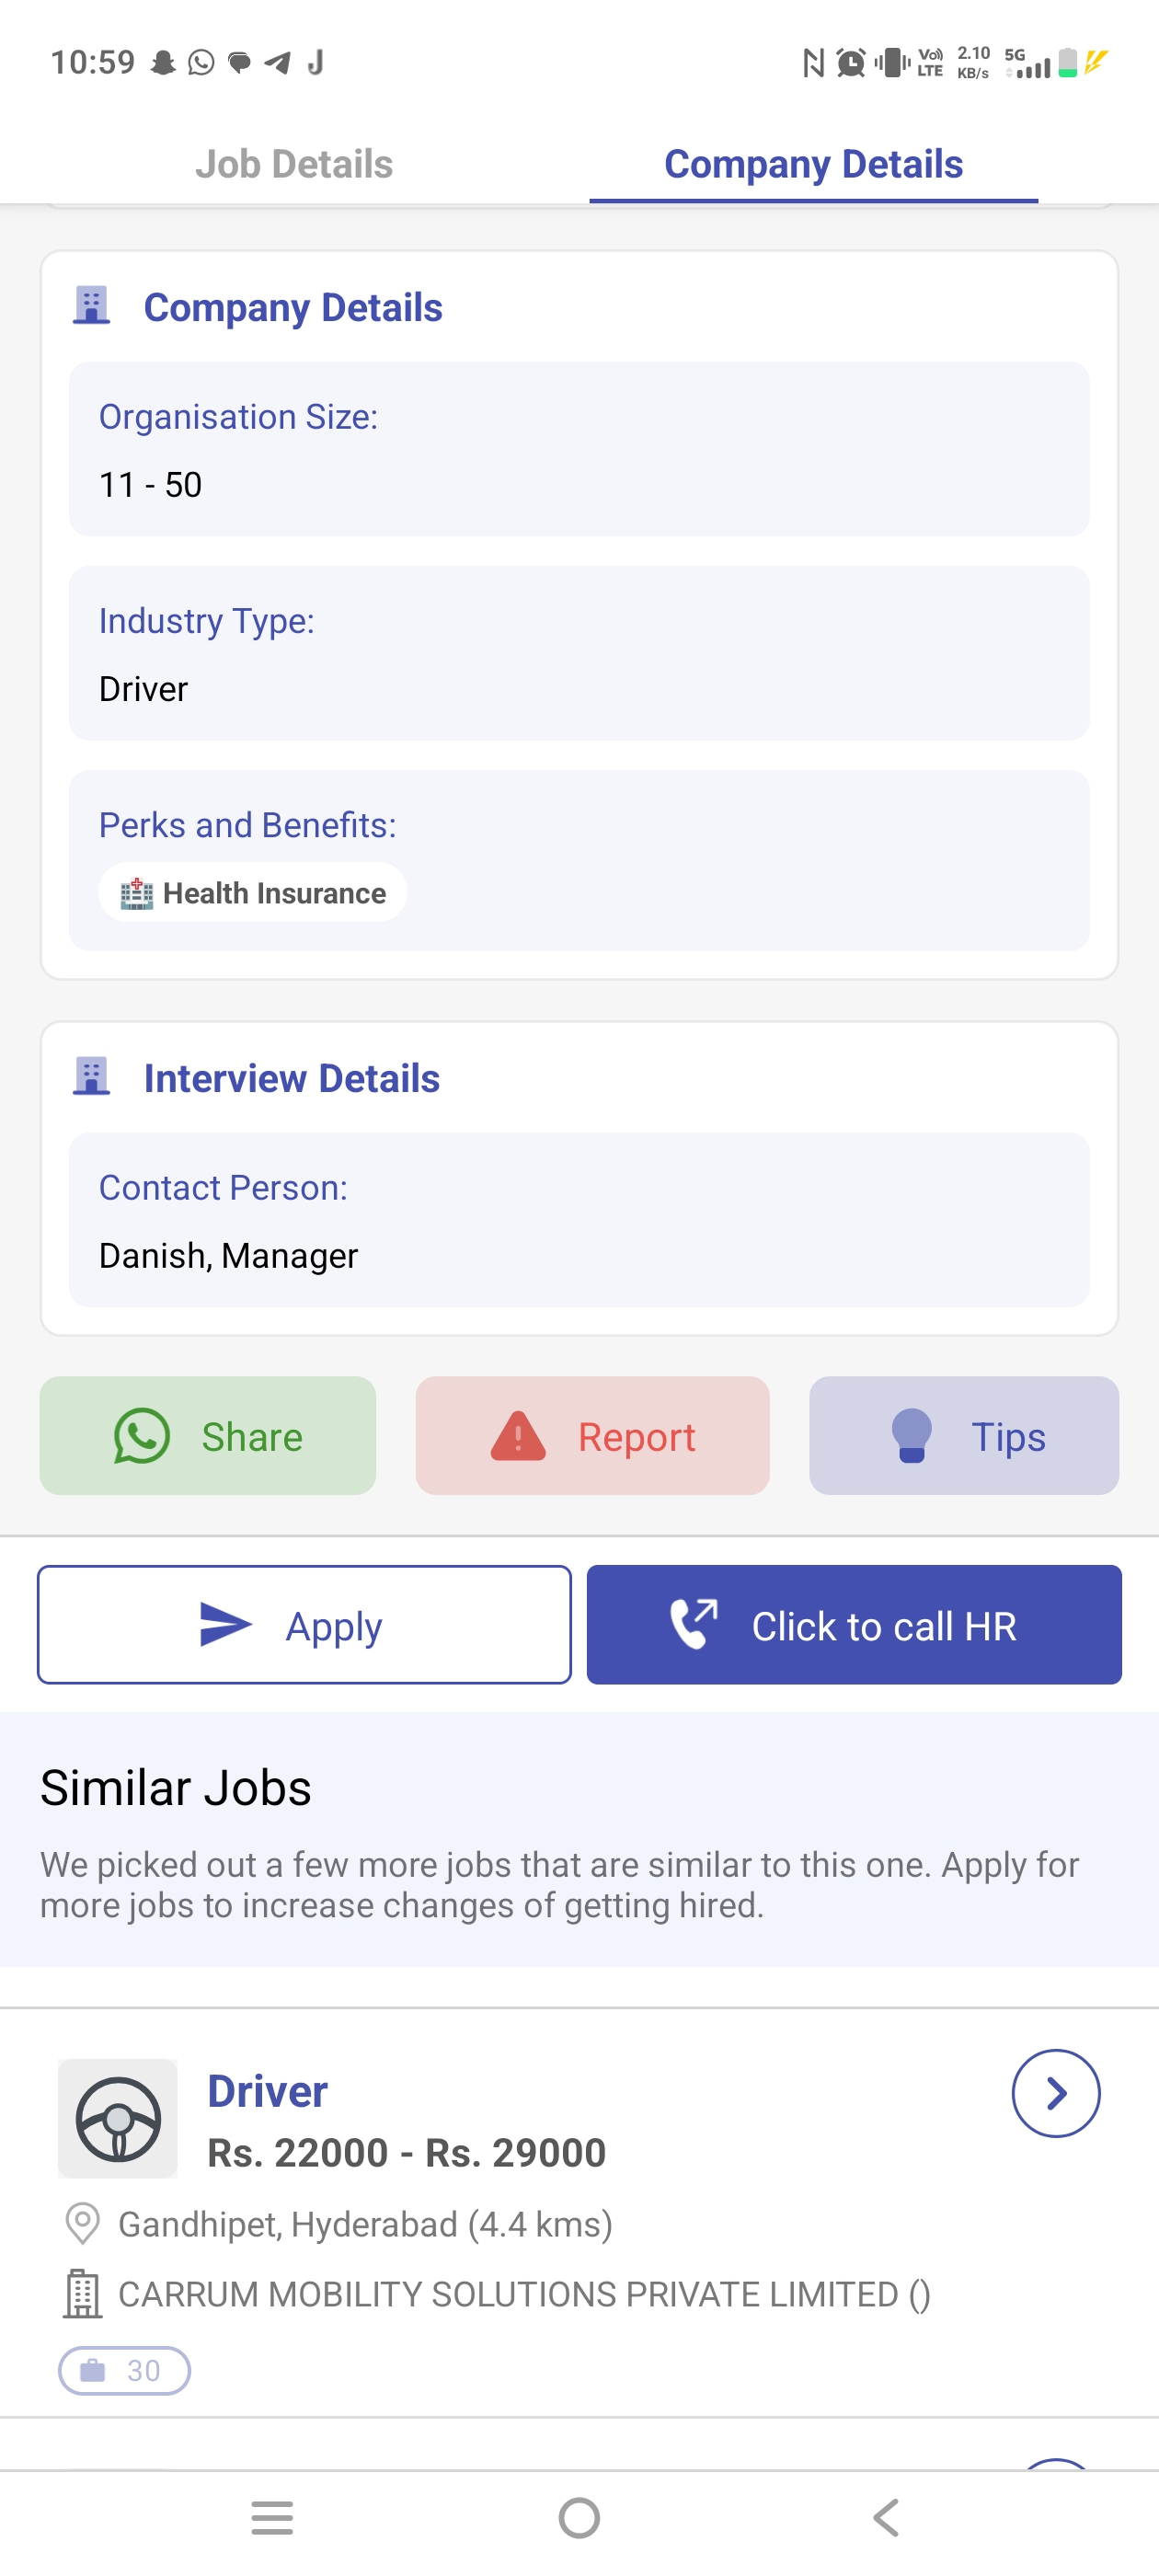 10:59
2.10 KB/s
5G
Vo) LTE
Job Details
Company Details
Company Details
Organisation Size:
11 - 50
Industry Type:
Driver
Perks and Benefits:
Health Insurance
Interview Details
Contact Person:
Danish, Manager
Share
Report
Tips
Apply
Click to call HR
Similar Jobs
We picked out a few more jobs that are similar to this one. Apply for
more jobs to increase changes of getting hired.
Driver
Rs. 22000 - Rs. 29000
Gandhipet, Hyderabad (4.4 kms)
CARRUM MOBILITY SOLUTIONS PRIVATE LIMITED ()
30